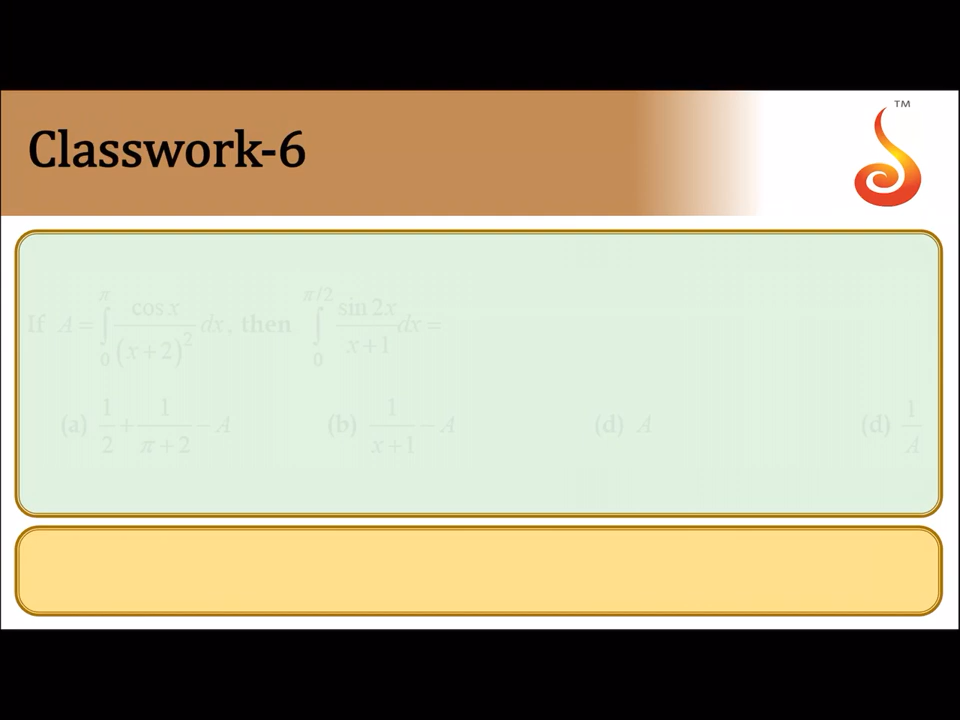 Classwork-6
TM
If A = ∫₀^π cos x / (x + 2)² dx, then ∫₀^{π/2} sin 2x / (x + 1) dx =
(a) 1/2 + 1/(π + 2) − A (b) 1/(x + 1) − A (d) A (d) 1/A